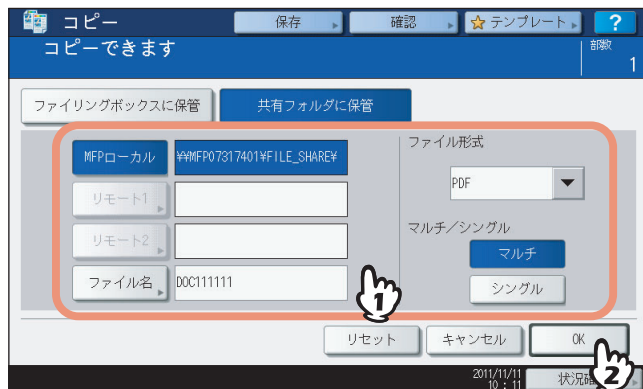 コピー 保存 確認 テンプレート ?
コピーできます 部数
1
ファイリングボックスに保管 共有フォルダに保管
MFPローカル ¥¥MFP07317401¥FILE_SHARE¥ ファイル形式
リモート1 PDF
リモート2 マルチ/シングル
マルチ
ファイル名 DOC111111 シングル
1
リセット キャンセル OK
2011/11/11
10 : 11 状況確
2